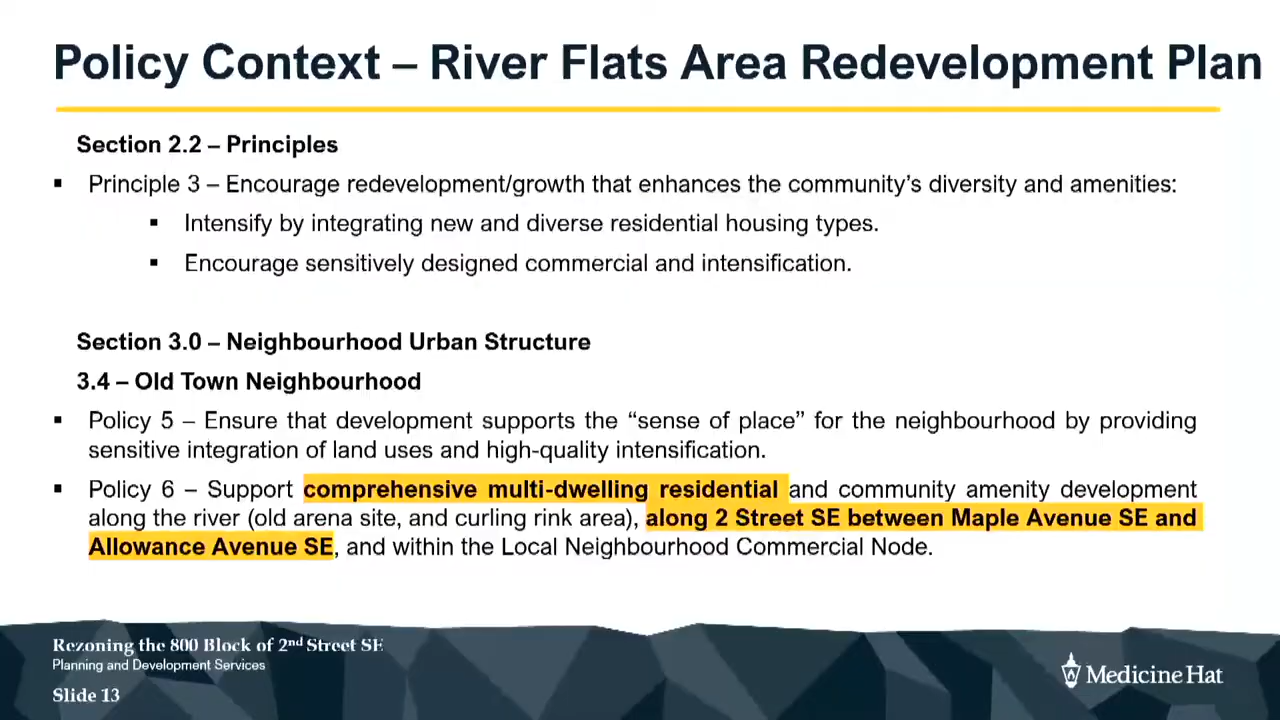 Policy Context – River Flats Area Redevelopment Plan
Section 2.2 – Principles
▪ Principle 3 – Encourage redevelopment/growth that enhances the community’s diversity and amenities:
▪ Intensify by integrating new and diverse residential housing types.
▪ Encourage sensitively designed commercial and intensification.
Section 3.0 – Neighbourhood Urban Structure
3.4 – Old Town Neighbourhood
▪ Policy 5 – Ensure that development supports the “sense of place” for the neighbourhood by providing
sensitive integration of land uses and high-quality intensification.
▪ Policy 6 – Support comprehensive multi-dwelling residential and community amenity development
along the river (old arena site, and curling rink area), along 2 Street SE between Maple Avenue SE and
Allowance Avenue SE, and within the Local Neighbourhood Commercial Node.
Rezoning the 800 Block of 2nd Street SE
Planning and Development Services
Slide 13
Medicine Hat